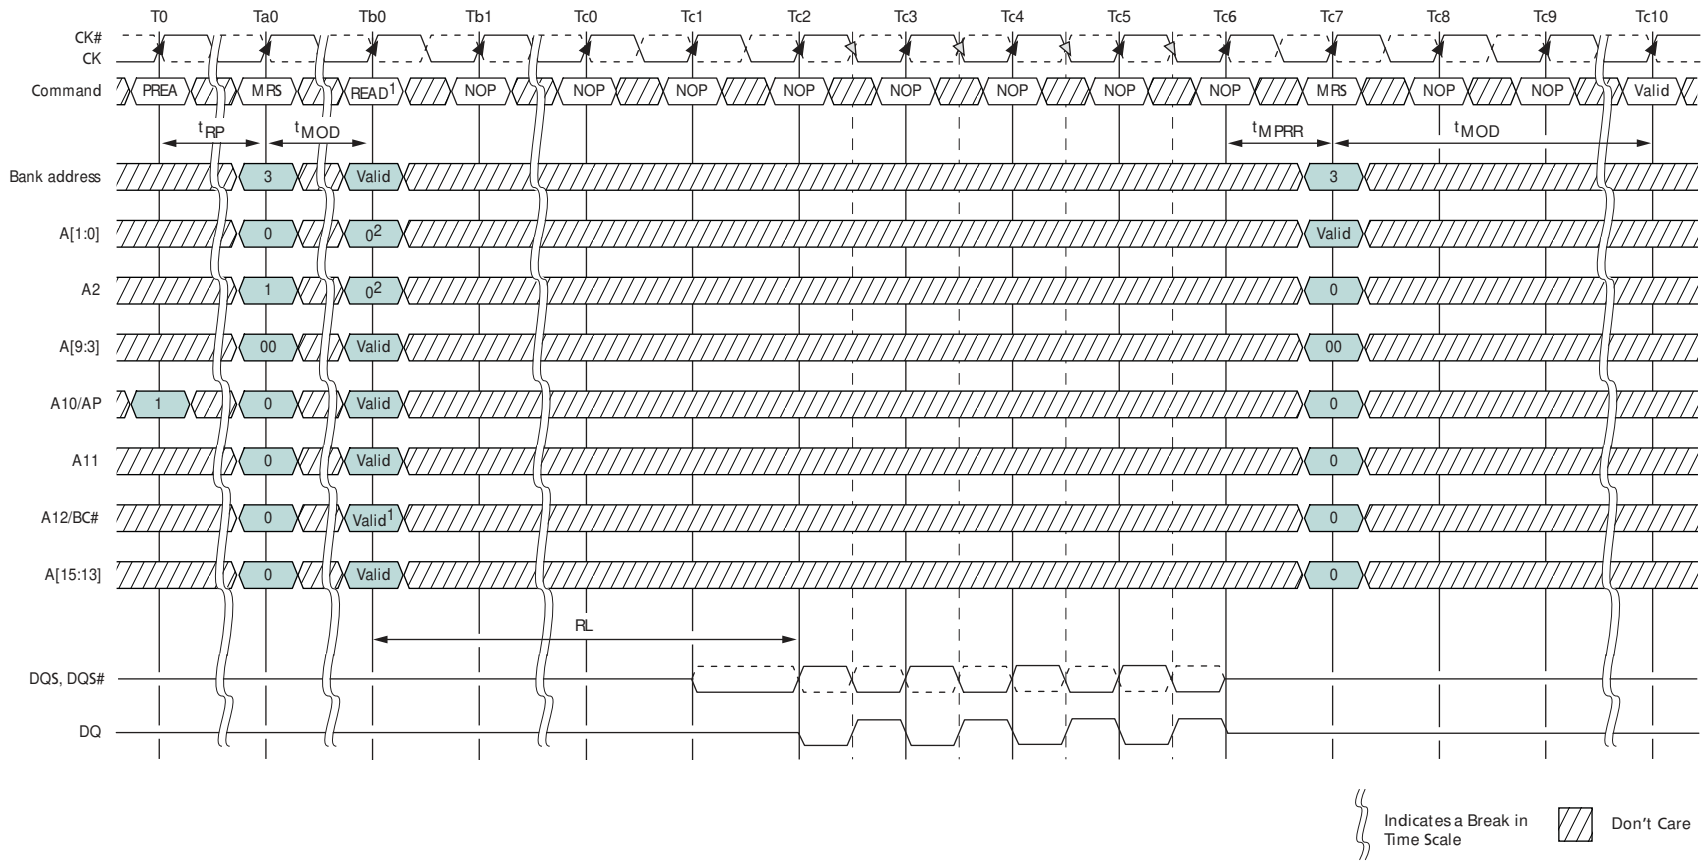 T0 Ta0 Tb0 Tb1 Tc0 Tc1 Tc2 Tc3 Tc4 Tc5 Tc6 Tc7 Tc8 Tc9 Tc10
CK#
CK
Command PREA MRS READ1 NOP NOP NOP NOP NOP NOP NOP NOP MRS NOP NOP Valid
tRP tMOD tMPRR tMOD
Bank address 3 Valid 3
A[1:0] 0 02 Valid
A2 1 02 0
A[9:3] 00 Valid 00
A10/AP 1 0 Valid 0
A11 0 Valid 0
A12/BC# 0 Valid1 0
A[15:13] 0 Valid 0
RL
DQS, DQS#
DQ
Indicates a Break in
Time Scale
Don't Care